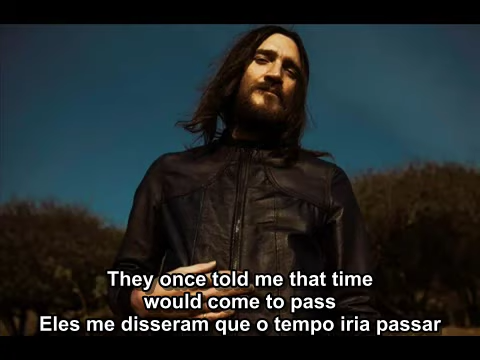 They once told me that time
would come to pass
Eles me disseram que o tempo iria passar